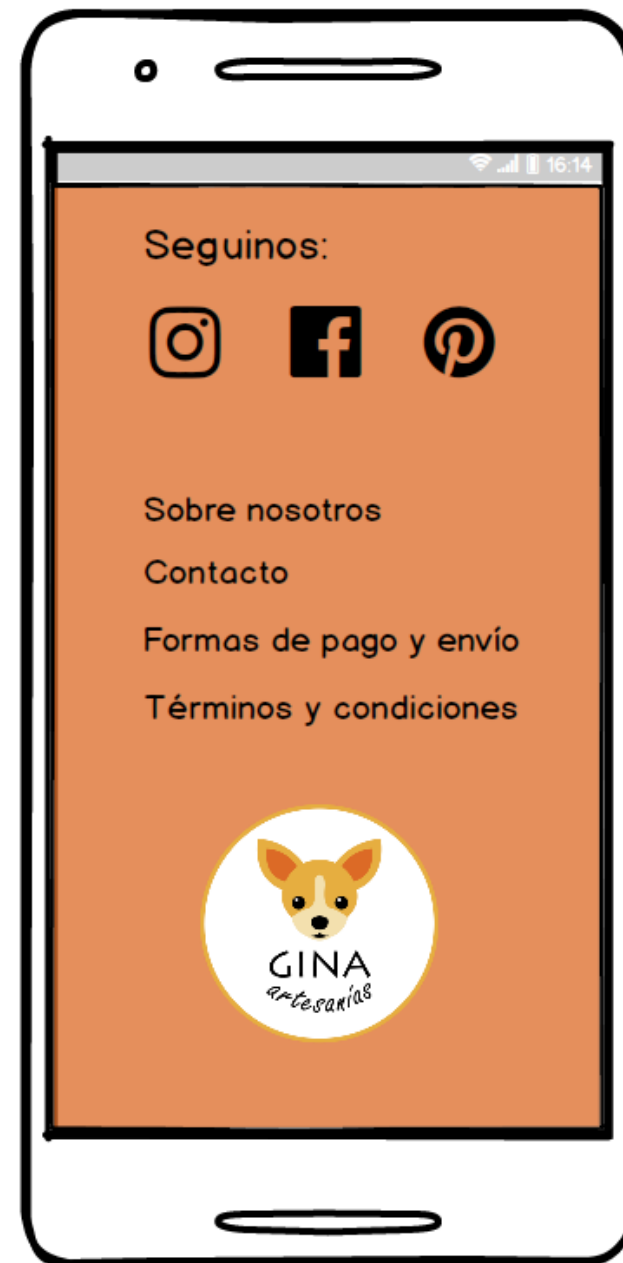 16:14
Seguinos:
Sobre nosotros
Contacto
Formas de pago y envío
Términos y condiciones
GINA
artesanías